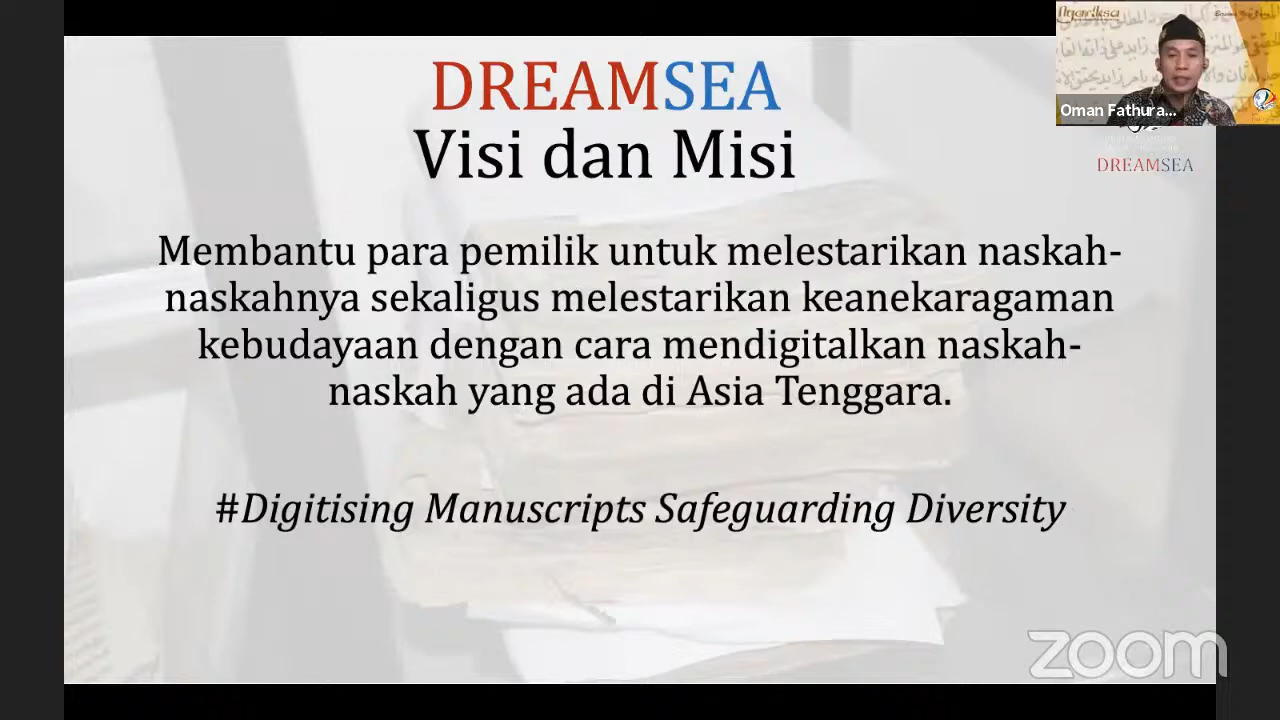 DREAMSEA
Visi dan Misi
Membantu para pemilik untuk melestarikan naskah-
naskahnya sekaligus melestarikan keanekaragaman
kebudayaan dengan cara mendigitalkan naskah-
naskah yang ada di Asia Tenggara.
#Digitising Manuscripts Safeguarding Diversity
Ngariksa
Oman Fathura...
DREAMSEA
zoom